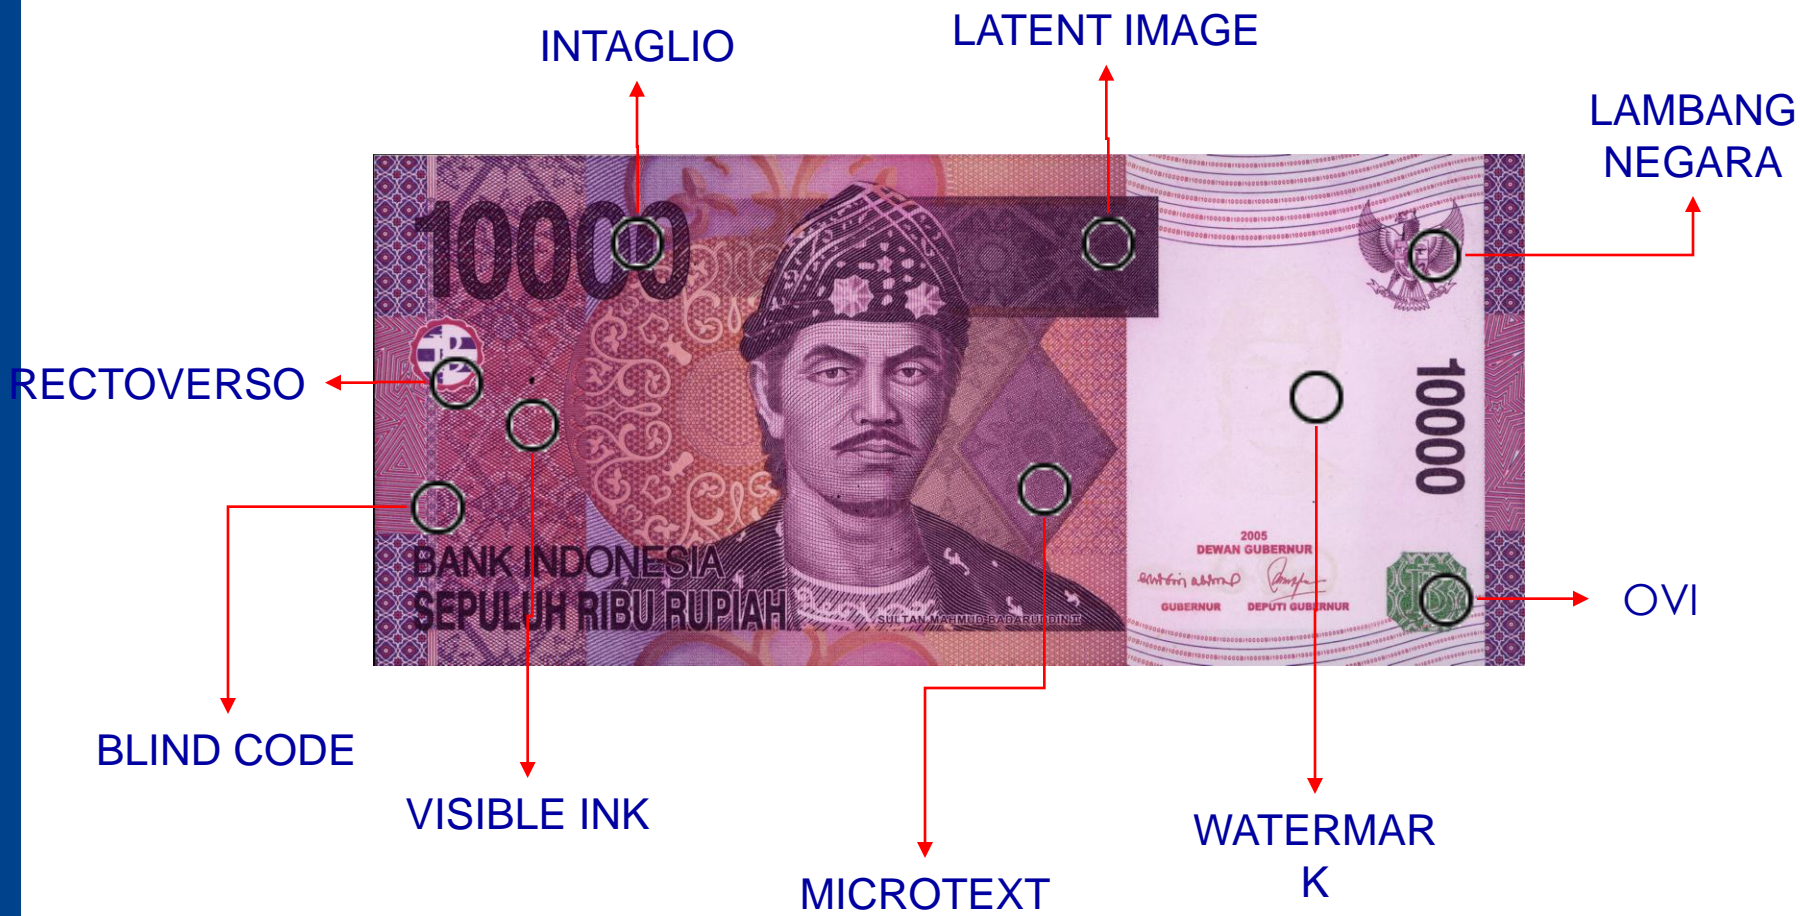 INTAGLIO
LATENT IMAGE
LAMBANG
NEGARA
10000
RECTOVERSO
10000
BANK INDONESIA
SEPULUH RIBU RUPIAH
SULTAN MAHMUD BADARUDDIN II
2005
DEWAN GUBERNUR
GUBERNUR
DEPUTI GUBERNUR
OVI
BLIND CODE
VISIBLE INK
MICROTEXT
WATERMAR
K